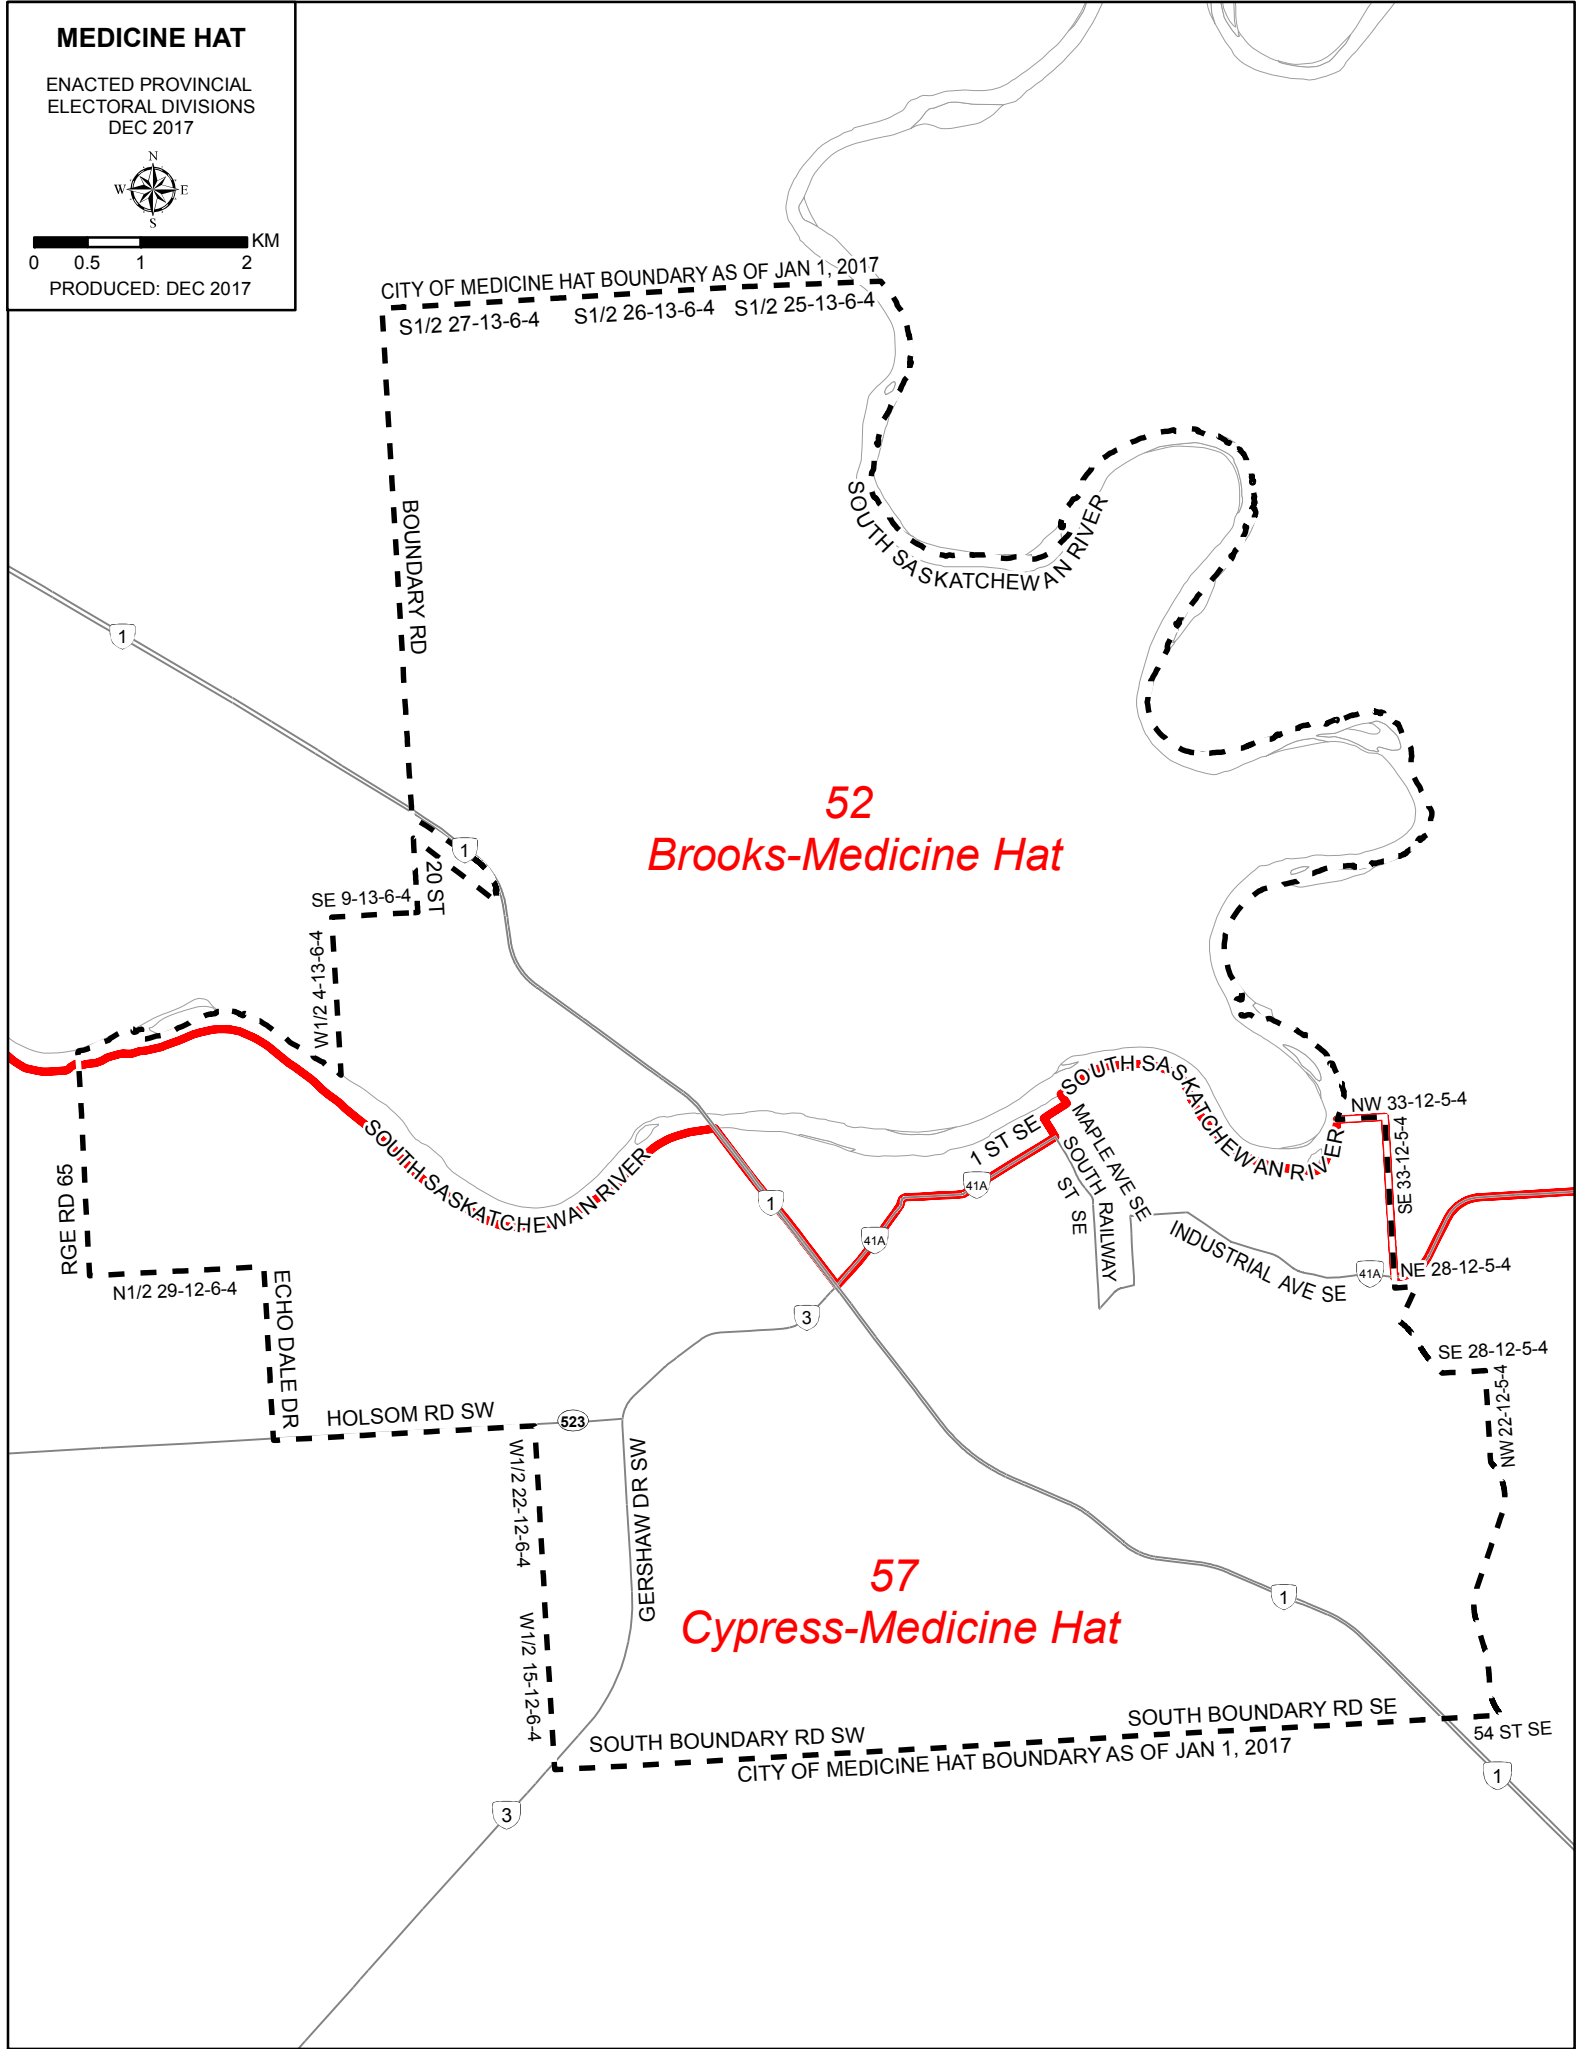 MEDICINE HAT
ENACTED PROVINCIAL
ELECTORAL DIVISIONS
DEC 2017
N
W E
S
KM
0 0.5 1 2
PRODUCED: DEC 2017
CITY OF MEDICINE HAT BOUNDARY AS OF JAN 1, 2017
S1/2 27-13-6-4 S1/2 26-13-6-4 S1/2 25-13-6-4
BOUNDARY RD
SOUTH SASKATCHEWAN RIVER
1
52
Brooks-Medicine Hat
1
20 ST
SE 9-13-6-4
W1/2 4-13-6-4
SOUTH SASKATCHEWAN RIVER
SOUTH SASKATCHEWAN RIVER
NW 33-12-5-4
SE 33-12-5-4
1 ST SE
MAPLE AVE SE
SOUTH RAILWAY
ST SE
41A
1
41A
RGE RD 65
N1/2 29-12-6-4
ECHO DALE DR
INDUSTRIAL AVE SE
41A
NE 28-12-5-4
3
SE 28-12-5-4
NW 22-12-5-4
HOLSOM RD SW
523
W1/2 22-12-6-4
GERSHAW DR SW
57
Cypress-Medicine Hat
1
W1/2 15-12-6-4
SOUTH BOUNDARY RD SW
SOUTH BOUNDARY RD SE
54 ST SE
CITY OF MEDICINE HAT BOUNDARY AS OF JAN 1, 2017
1
3